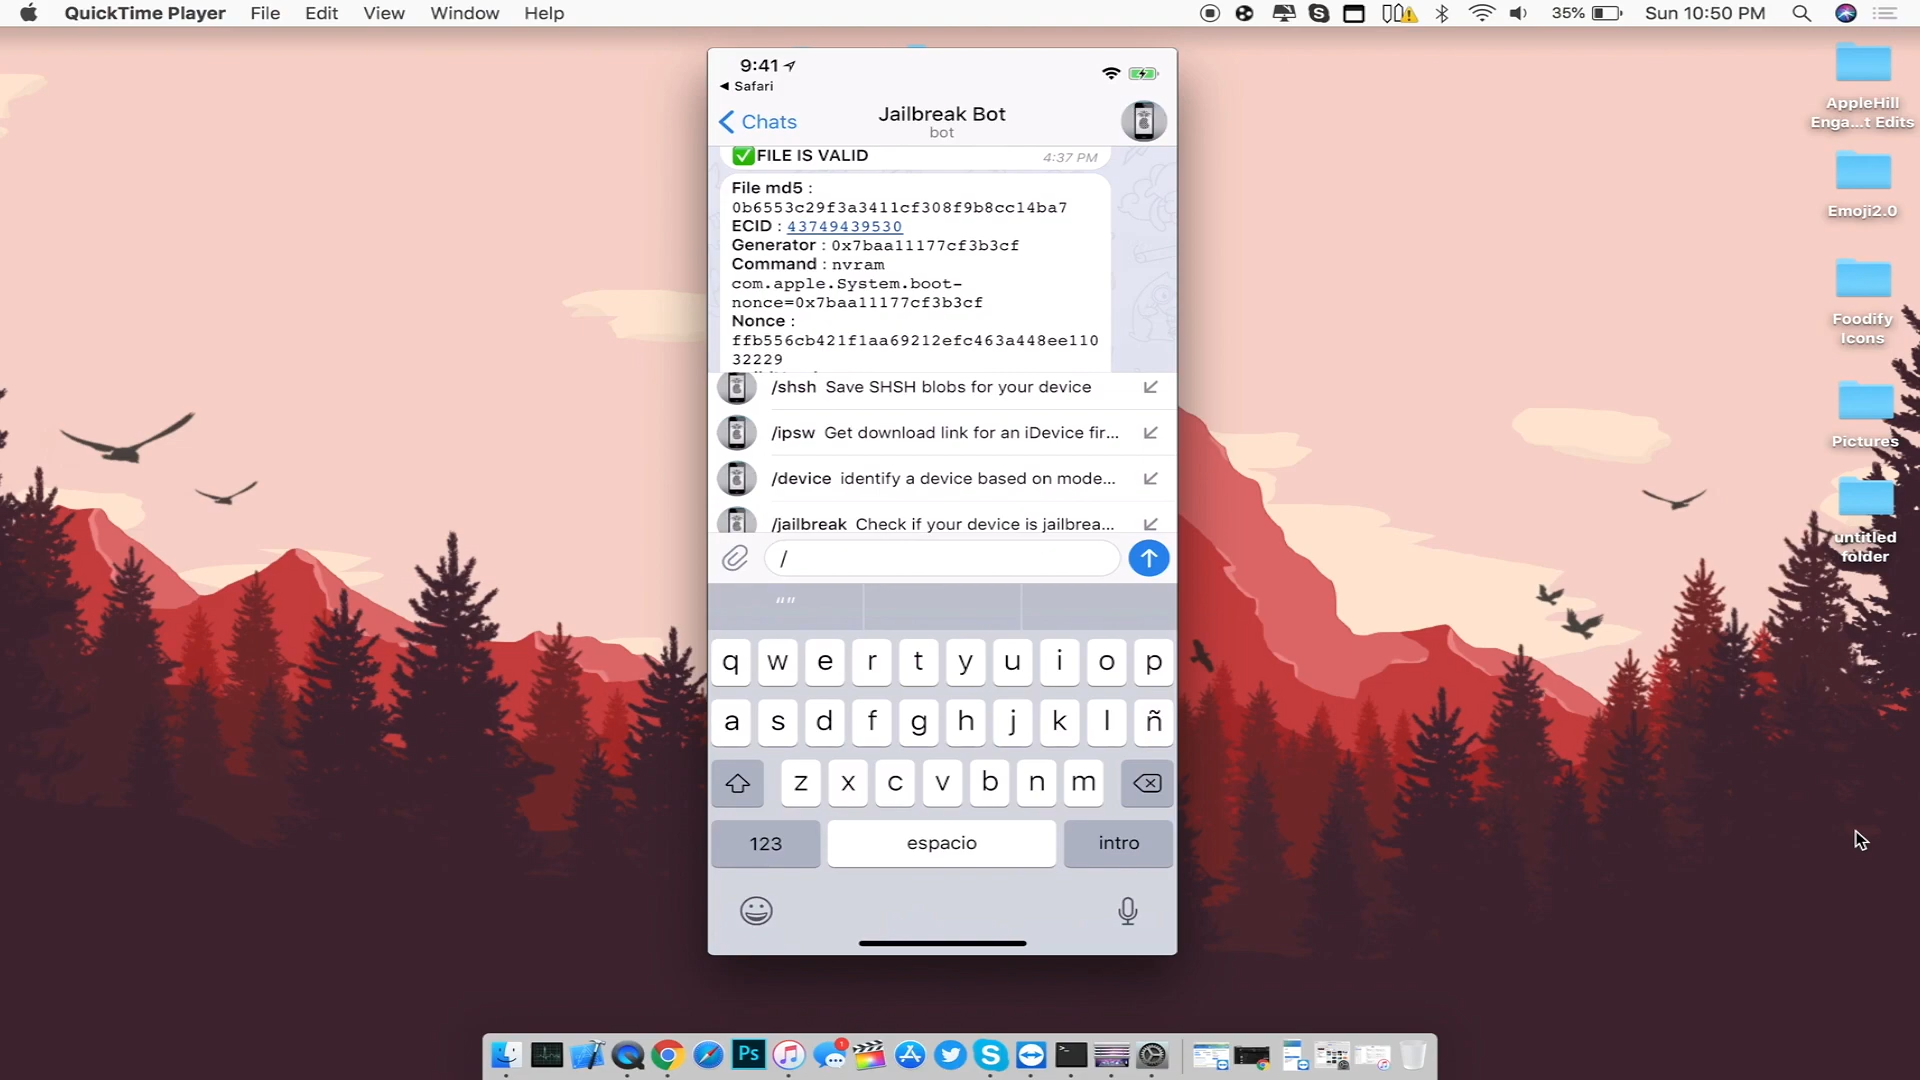 QuickTime Player File Edit View Window Help 35% Sun 10:50 PM
9:41
Safari
Chats
Jailbreak Bot
bot
✅FILE IS VALID 4:37 PM
File md5 :
0b6553c29f3a3411cf308f9b8cc14ba7
ECID : 43749439530
Generator : 0x7baa11177cf3b3cf
Command : nvram
com.apple.System.boot-
nonce=0x7baa11177cf3b3cf
Nonce :
ffb556cb421f1aa69212efc463a448ee110
32229
/shsh Save SHSH blobs for your device
/ipsw Get download link for an iDevice fir...
/device identify a device based on mode...
/jailbreak Check if your device is jailbrea...
/
“”
q w e r t y u i o p
a s d f g h j k l ñ
z x c v b n m
123 espacio intro
AppleHill
Enga...t Edits
Emoji2.0
Foodify
Icons
Pictures
untitled
folder
Ps
1